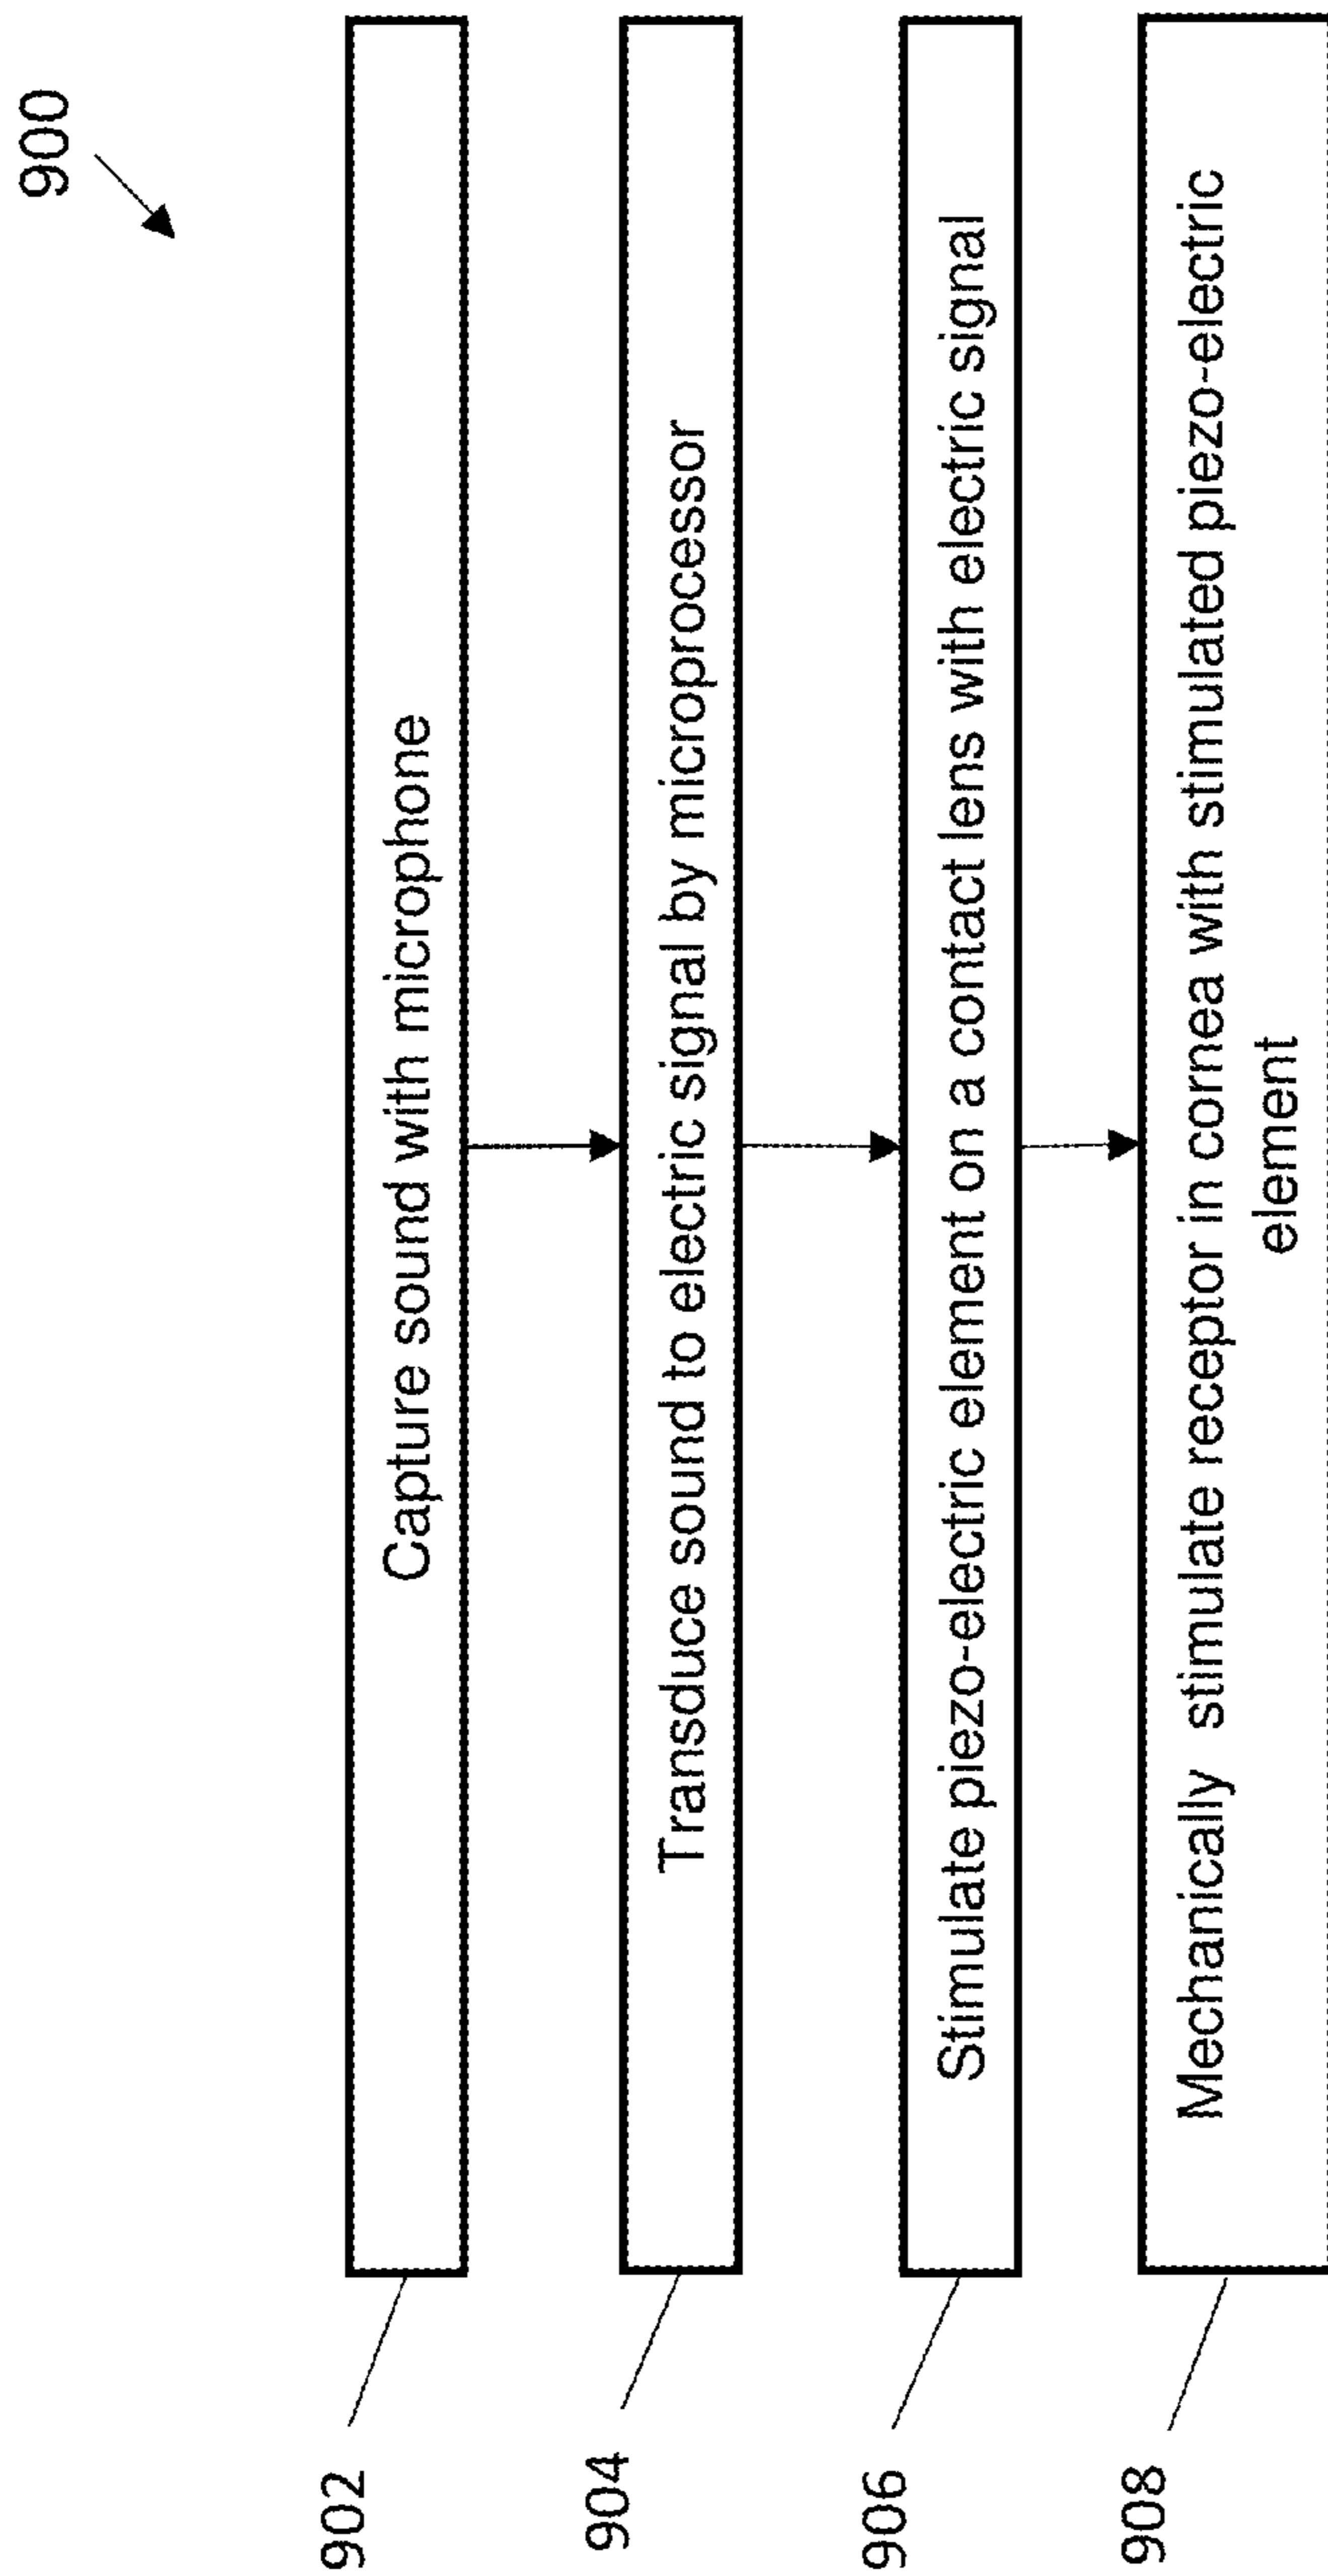 900
902
Capture sound with microphone
904
Transduce sound to electric signal by microprocessor
906
Stimulate piezo-electric element on a contact lens with electric signal
908
Mechanically stimulate receptor in cornea with stimulated piezo-electric
element